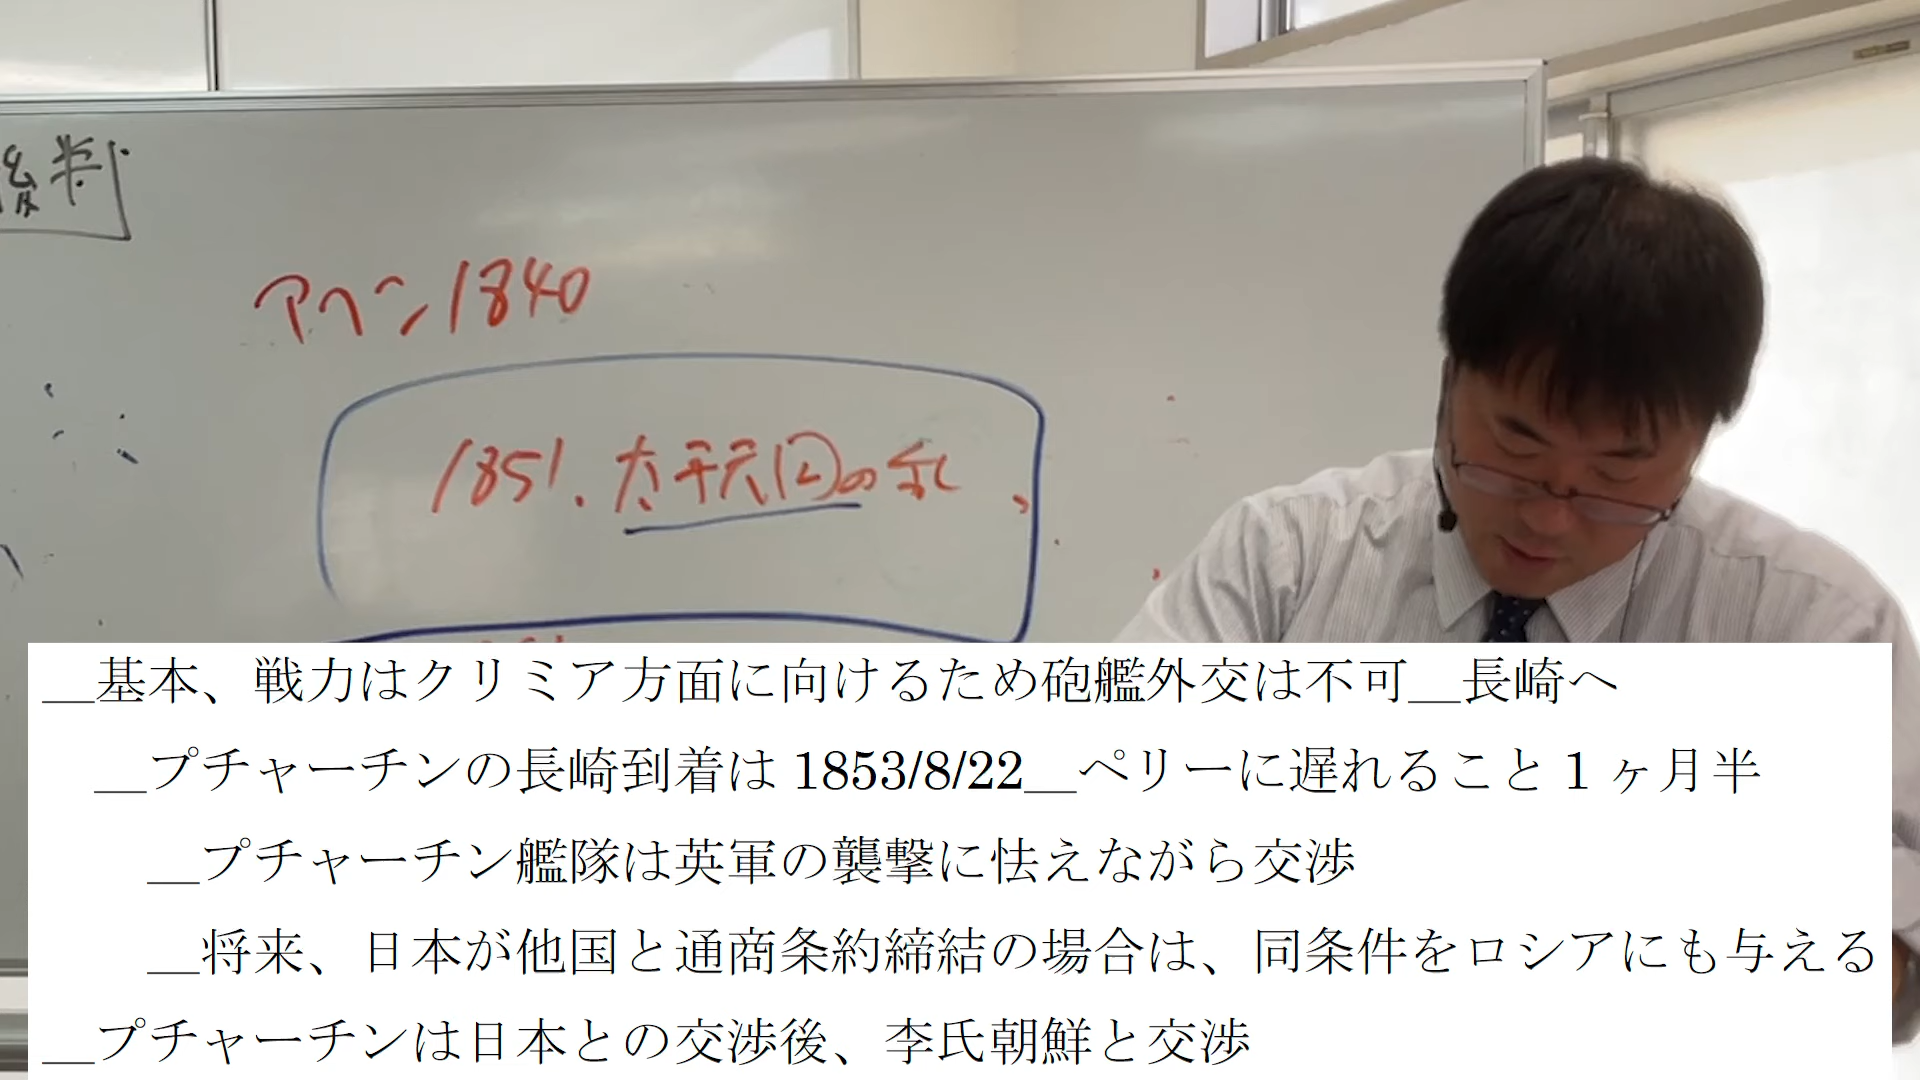 後判
アヘン1840
1851.太平天国の乱
__基本、戦力はクリミア方面に向けるため砲艦外交は不可__長崎へ
__プチャーチンの長崎到着は 1853/8/22__ペリーに遅れること 1 ヶ月半
__プチャーチン艦隊は英軍の襲撃に怯えながら交渉
__将来、日本が他国と通商条約締結の場合は、同条件をロシアにも与える
__プチャーチンは日本との交渉後、李氏朝鮮と交渉